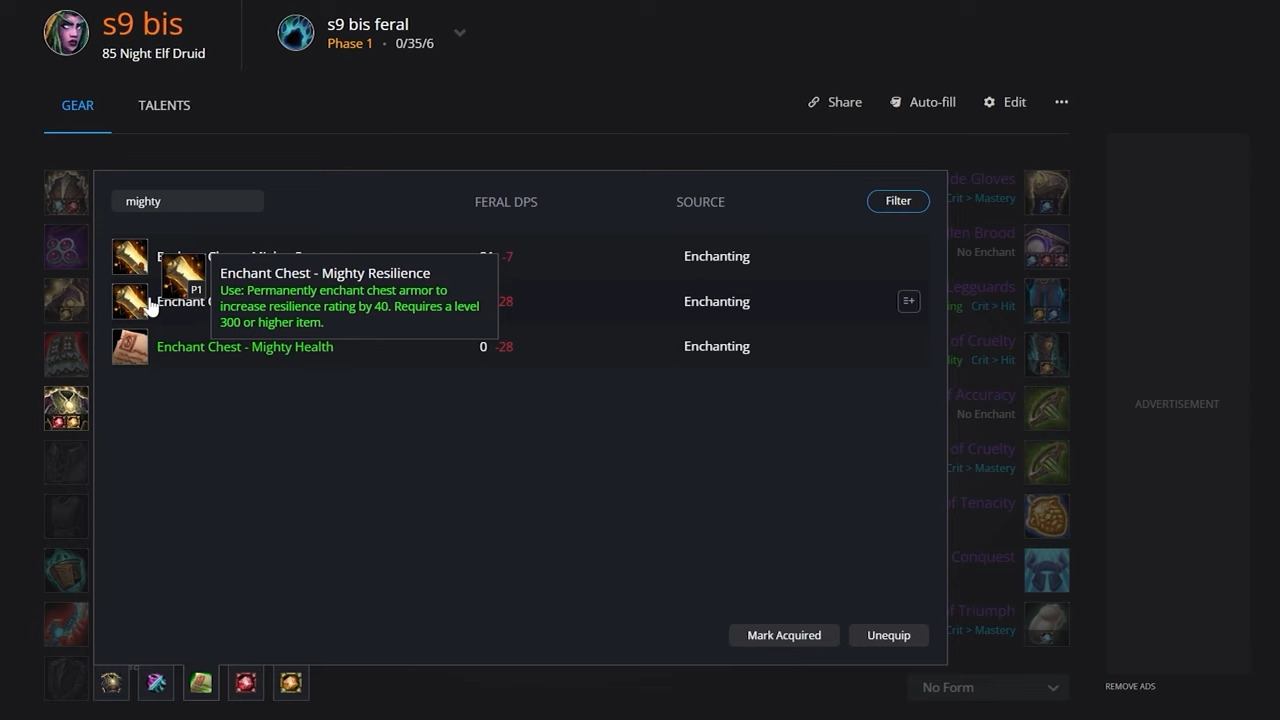 s9 bis
85 Night Elf Druid
s9 bis feral
Phase 1 • 0/35/6
GEAR
TALENTS
Share
Auto-fill
Edit
mighty
FERAL DPS
SOURCE
Filter
-7
Enchanting
P1
Enchant Chest - Mighty Resilience
Use: Permanently enchant chest armor to
increase resilience rating by 40. Requires a level
300 or higher item.
Enchant
28
Enchanting
Enchant Chest - Mighty Health
0 -28
Enchanting
Mark Acquired
Unequip
Gloves
Crit > Mastery
Brood
No Enchant
Legguards
Crit > Hit
of Cruelty
Crit > Hit
of Accuracy
No Enchant
of Cruelty
Crit > Mastery
of Tenacity
Conquest
of Triumph
Crit > Mastery
ADVERTISEMENT
No Form
REMOVE ADS